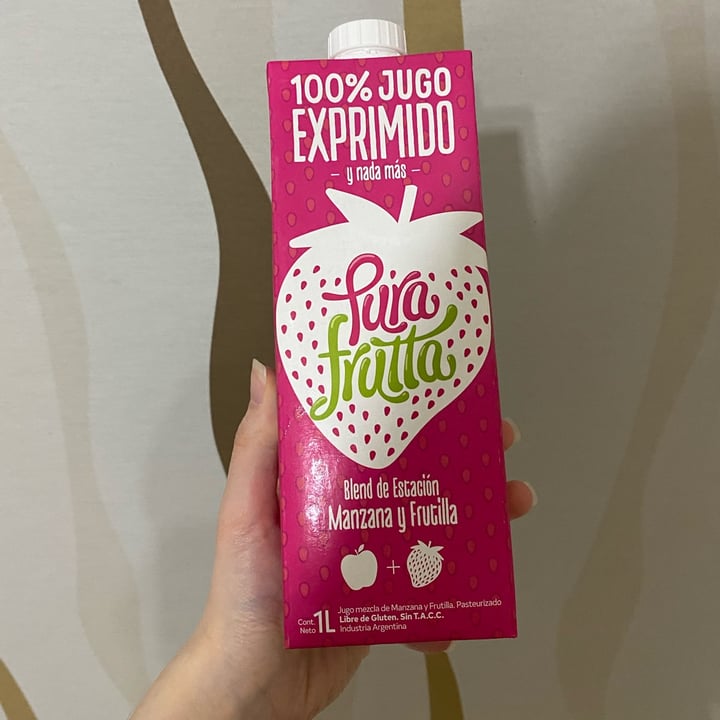 100% JUGO
EXPRIMIDO
– y nada más –
Pura
frutta
Blend de Estación
Manzana y Frutilla
+
Cont. Neto 1L
Jugo mezcla de Manzana y Frutilla. Pasteurizado
Libre de Gluten. Sin T.A.C.C.
Industria Argentina